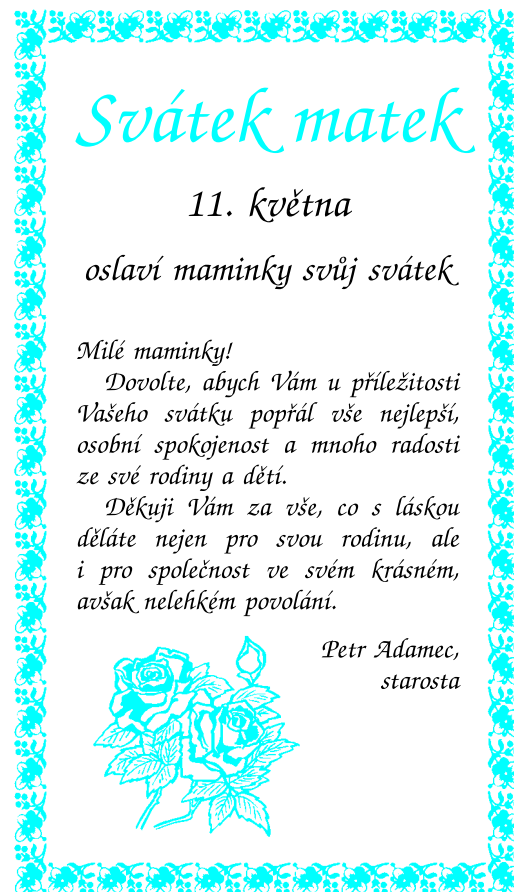 Svátek matek
11. května
oslaví maminky svůj svátek
Milé maminky!
Dovolte, abych Vám u příležitosti
Vašeho svátku popřál vše nejlepší,
osobní spokojenost a mnoho radosti
ze své rodiny a dětí.
Děkuji Vám za vše, co s láskou
děláte nejen pro svou rodinu, ale
i pro společnost ve svém krásném,
avšak nelehkém povolání.
Petr Adamec,
starosta